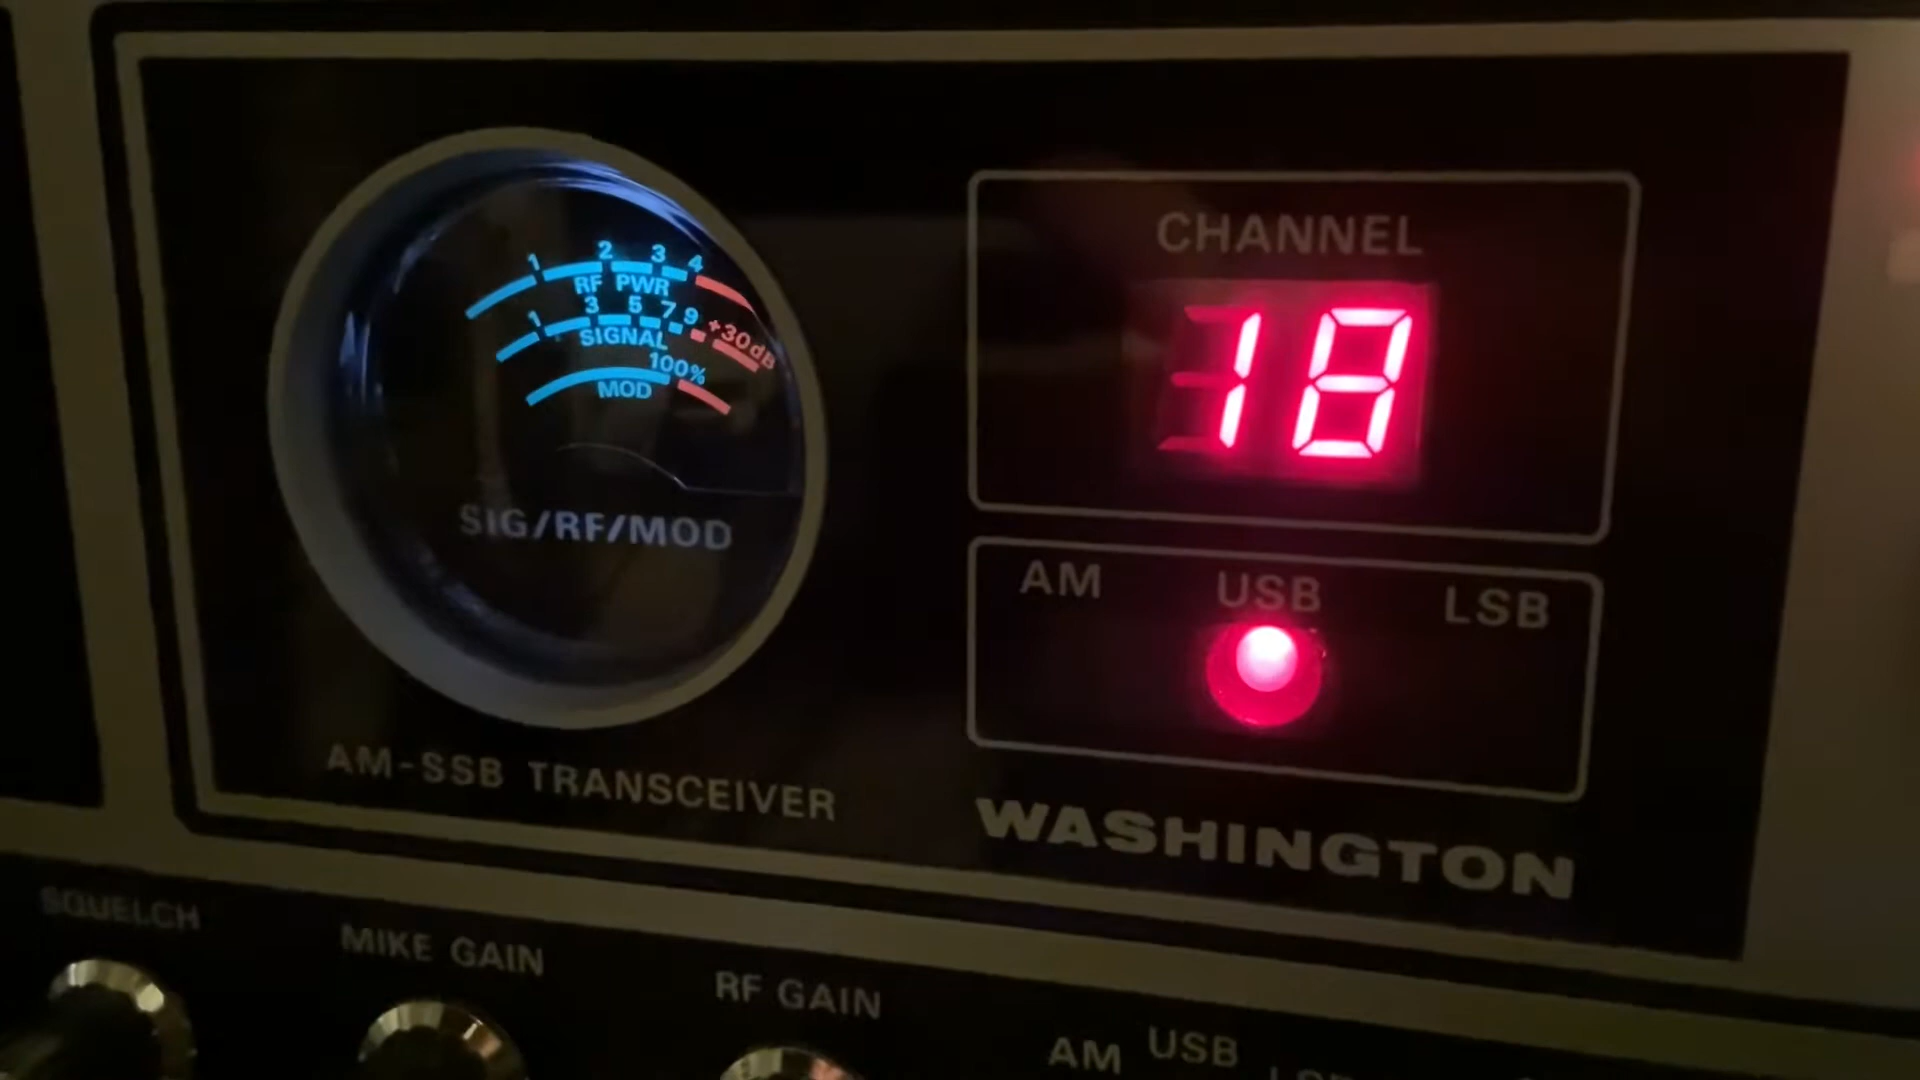 1 2 3 4
RF PWR
1 3 5 7 9 +30dB
SIGNAL
100%
MOD
SIG/RF/MOD
AM-SSB TRANSCEIVER
CHANNEL
18
AM USB LSB
WASHINGTON
SQUELCH
MIKE GAIN
RF GAIN
AM USB